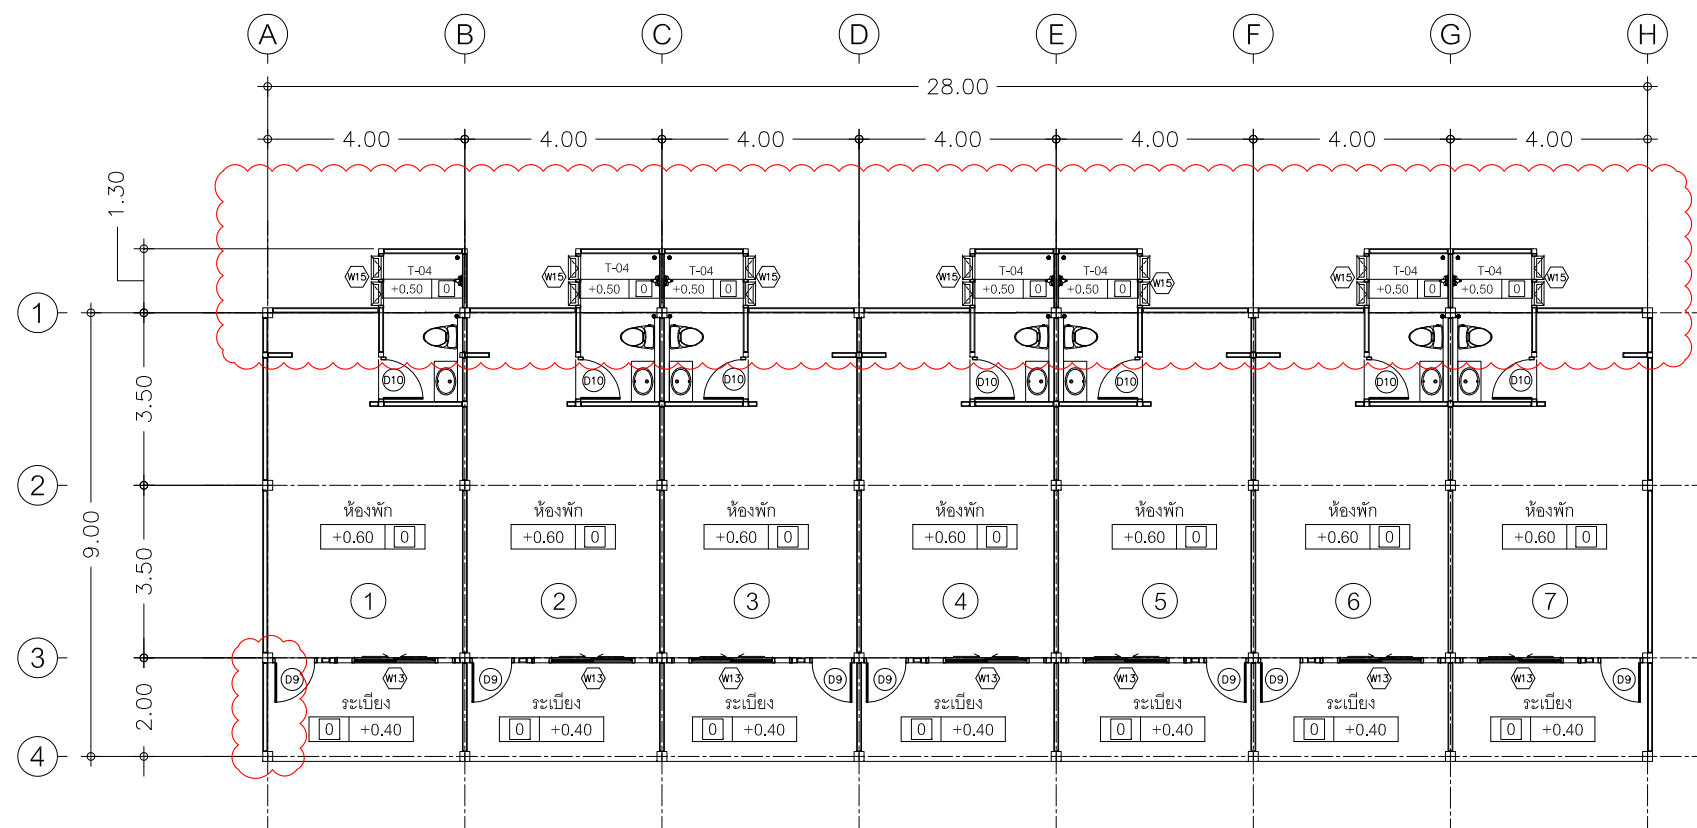 A B C D E F G H
28.00
4.00 4.00 4.00 4.00 4.00 4.00 4.00
1.30
T-04 T-04 T-04 T-04 T-04 T-04 T-04
W15 W15 W15 W15 W15 W15 W15
+0.50 0 +0.50 0 +0.50 0 +0.50 0 +0.50 0 +0.50 0 +0.50 0
1
D10 D10 D10 D10 D10 D10 D10
3.50
2
9.00
ห้องพัก ห้องพัก ห้องพัก ห้องพัก ห้องพัก ห้องพัก ห้องพัก
+0.60 0 +0.60 0 +0.60 0 +0.60 0 +0.60 0 +0.60 0 +0.60 0
3.50
1 2 3 4 5 6 7
3
D9 W13 D9 W13 W13 D9 D9 W13 W13 D9 D9 W13 W13 D9
2.00
ระเบียง ระเบียง ระเบียง ระเบียง ระเบียง ระเบียง ระเบียง
0 +0.40 0 +0.40 0 +0.40 0 +0.40 0 +0.40 0 +0.40 0 +0.40
4